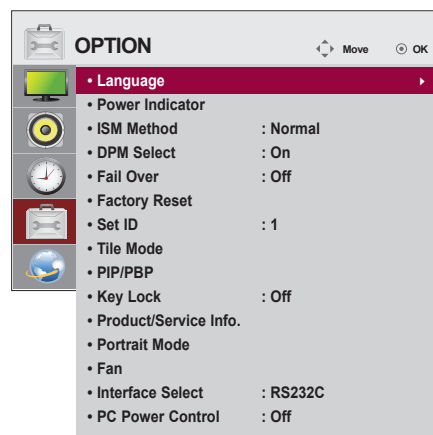 OPTION Move OK
• Language
• Power Indicator
• ISM Method : Normal
• DPM Select : On
• Fail Over : Off
• Factory Reset
• Set ID : 1
• Tile Mode
• PIP/PBP
• Key Lock : Off
• Product/Service Info.
• Portrait Mode
• Fan
• Interface Select : RS232C
• PC Power Control : Off